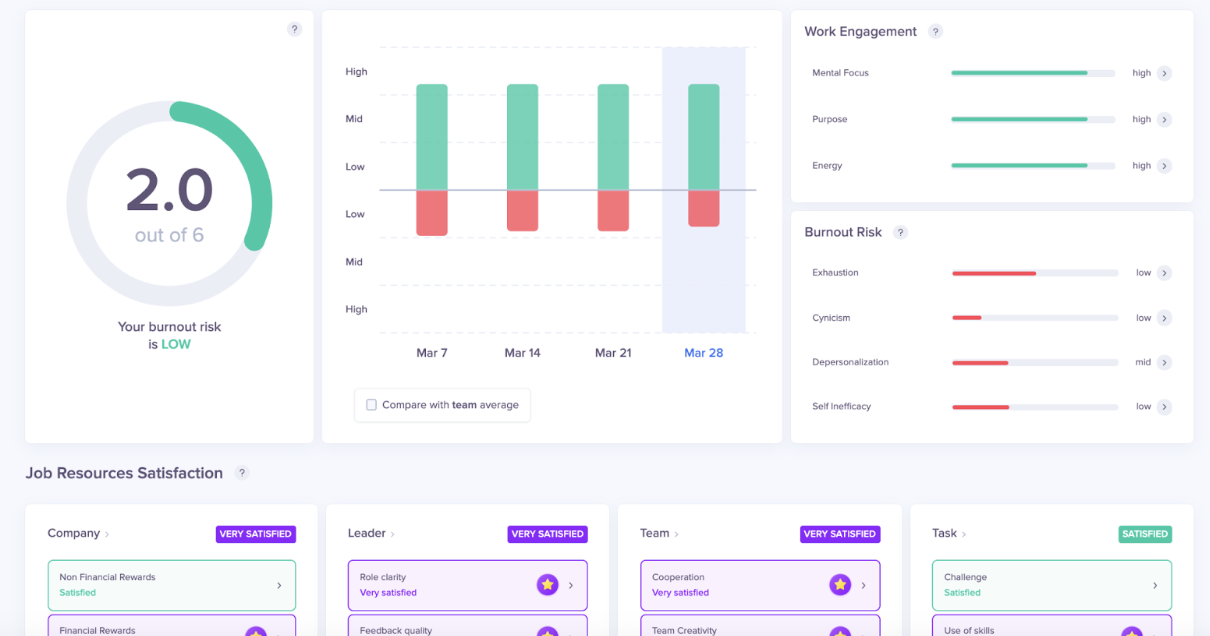 ?
2.0
out of 6
Your burnout risk
is LOW
High
Mid
Low
Low
Mid
High
Mar 7
Mar 14
Mar 21
Mar 28
Compare with team average
Work Engagement ?
Mental Focus high
Purpose high
Energy high
Burnout Risk ?
Exhaustion low
Cynicism low
Depersonalization mid
Self Inefficacy low
Job Resources Satisfaction ?
Company VERY SATISFIED
Non Financial Rewards
Satisfied
Financial Rewards
Leader VERY SATISFIED
Role clarity
Very satisfied
Feedback quality
Team VERY SATISFIED
Cooperation
Very satisfied
Team Creativity
Task SATISFIED
Challenge
Satisfied
Use of skills